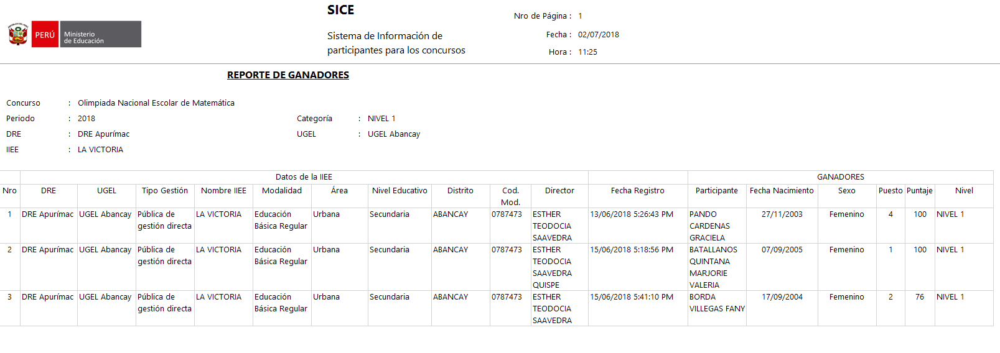 SICE
Nro de Página : 1
PERÚ Ministerio de Educación
Sistema de Información de participantes para los concursos
Fecha : 02/07/2018
Hora : 11:25
REPORTE DE GANADORES
Concurso : Olimpiada Nacional Escolar de Matemática
Periodo : 2018 Categoría : NIVEL 1
DRE : DRE Apurímac UGEL : UGEL Abancay
IIEE : LA VICTORIA
Datos de la IIEE GANADORES
Nro DRE UGEL Tipo Gestión Nombre IIEE Modalidad Área Nivel Educativo Distrito Cod. Mod. Director Fecha Registro Participante Fecha Nacimiento Sexo Puesto Puntaje Nivel
1 DRE Apurímac UGEL Abancay Pública de gestión directa LA VICTORIA Educación Básica Regular Urbana Secundaria ABANCAY 0787473 ESTHER TEODOCIA SAAVEDRA 13/06/2018 5:26:43 PM PANDO CARDENAS GRACIELA 27/11/2003 Femenino 4 100 NIVEL 1
2 DRE Apurímac UGEL Abancay Pública de gestión directa LA VICTORIA Educación Básica Regular Urbana Secundaria ABANCAY 0787473 ESTHER TEODOCIA SAAVEDRA QUISPE 15/06/2018 5:18:56 PM BATALLANOS QUINTANA MARJORIE VALERIA 07/09/2005 Femenino 1 100 NIVEL 1
3 DRE Apurímac UGEL Abancay Pública de gestión directa LA VICTORIA Educación Básica Regular Urbana Secundaria ABANCAY 0787473 ESTHER TEODOCIA SAAVEDRA 15/06/2018 5:41:10 PM BORDA VILLEGAS FANY 17/09/2004 Femenino 2 76 NIVEL 1